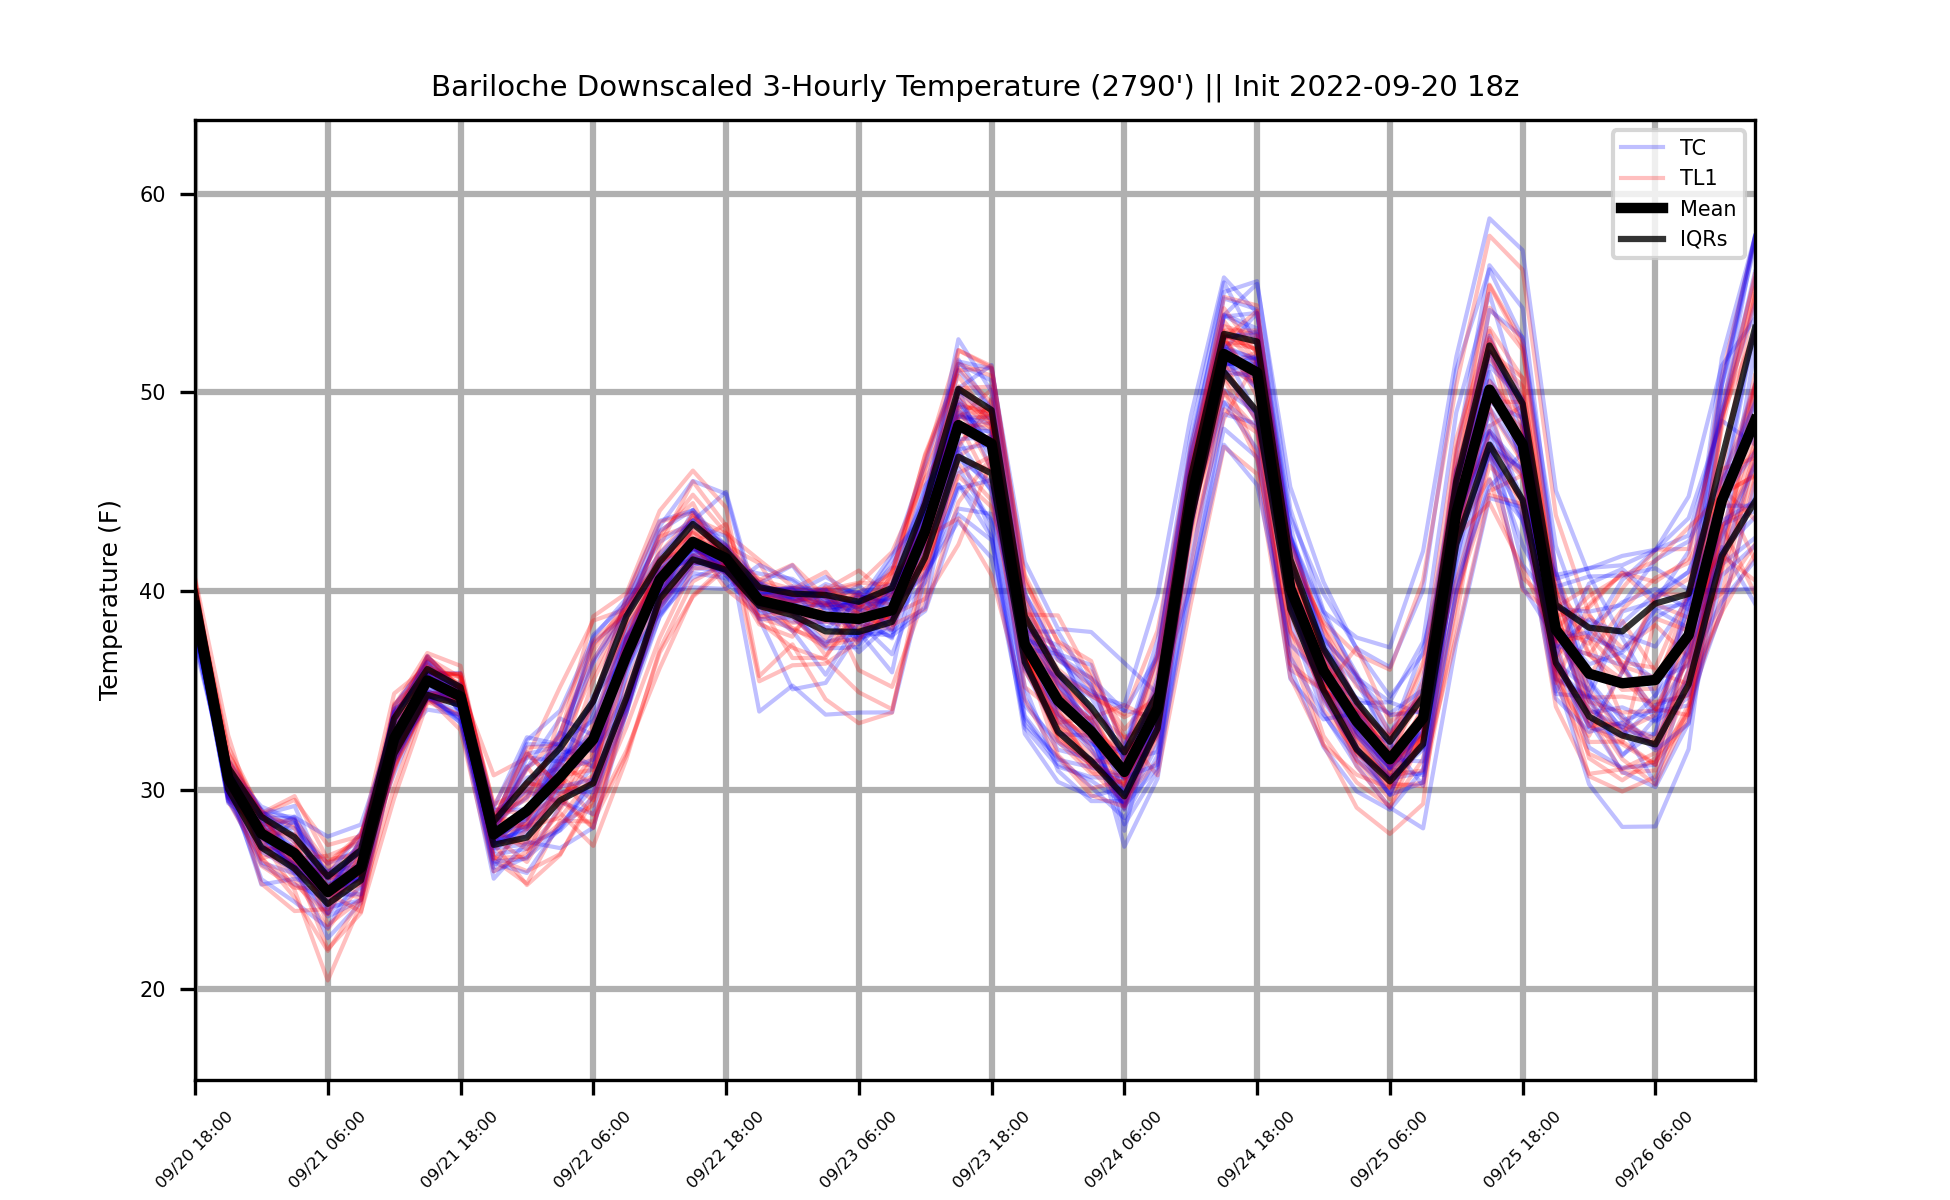 Bariloche Downscaled 3-Hourly Temperature (2790') || Init 2022-09-20 18z
TC
TL1
Mean
IQRs
Temperature (F)
60
50
40
30
20
09/20 18:00
09/21 06:00
09/21 18:00
09/22 06:00
09/22 18:00
09/23 06:00
09/23 18:00
09/24 06:00
09/24 18:00
09/25 06:00
09/25 18:00
09/26 06:00